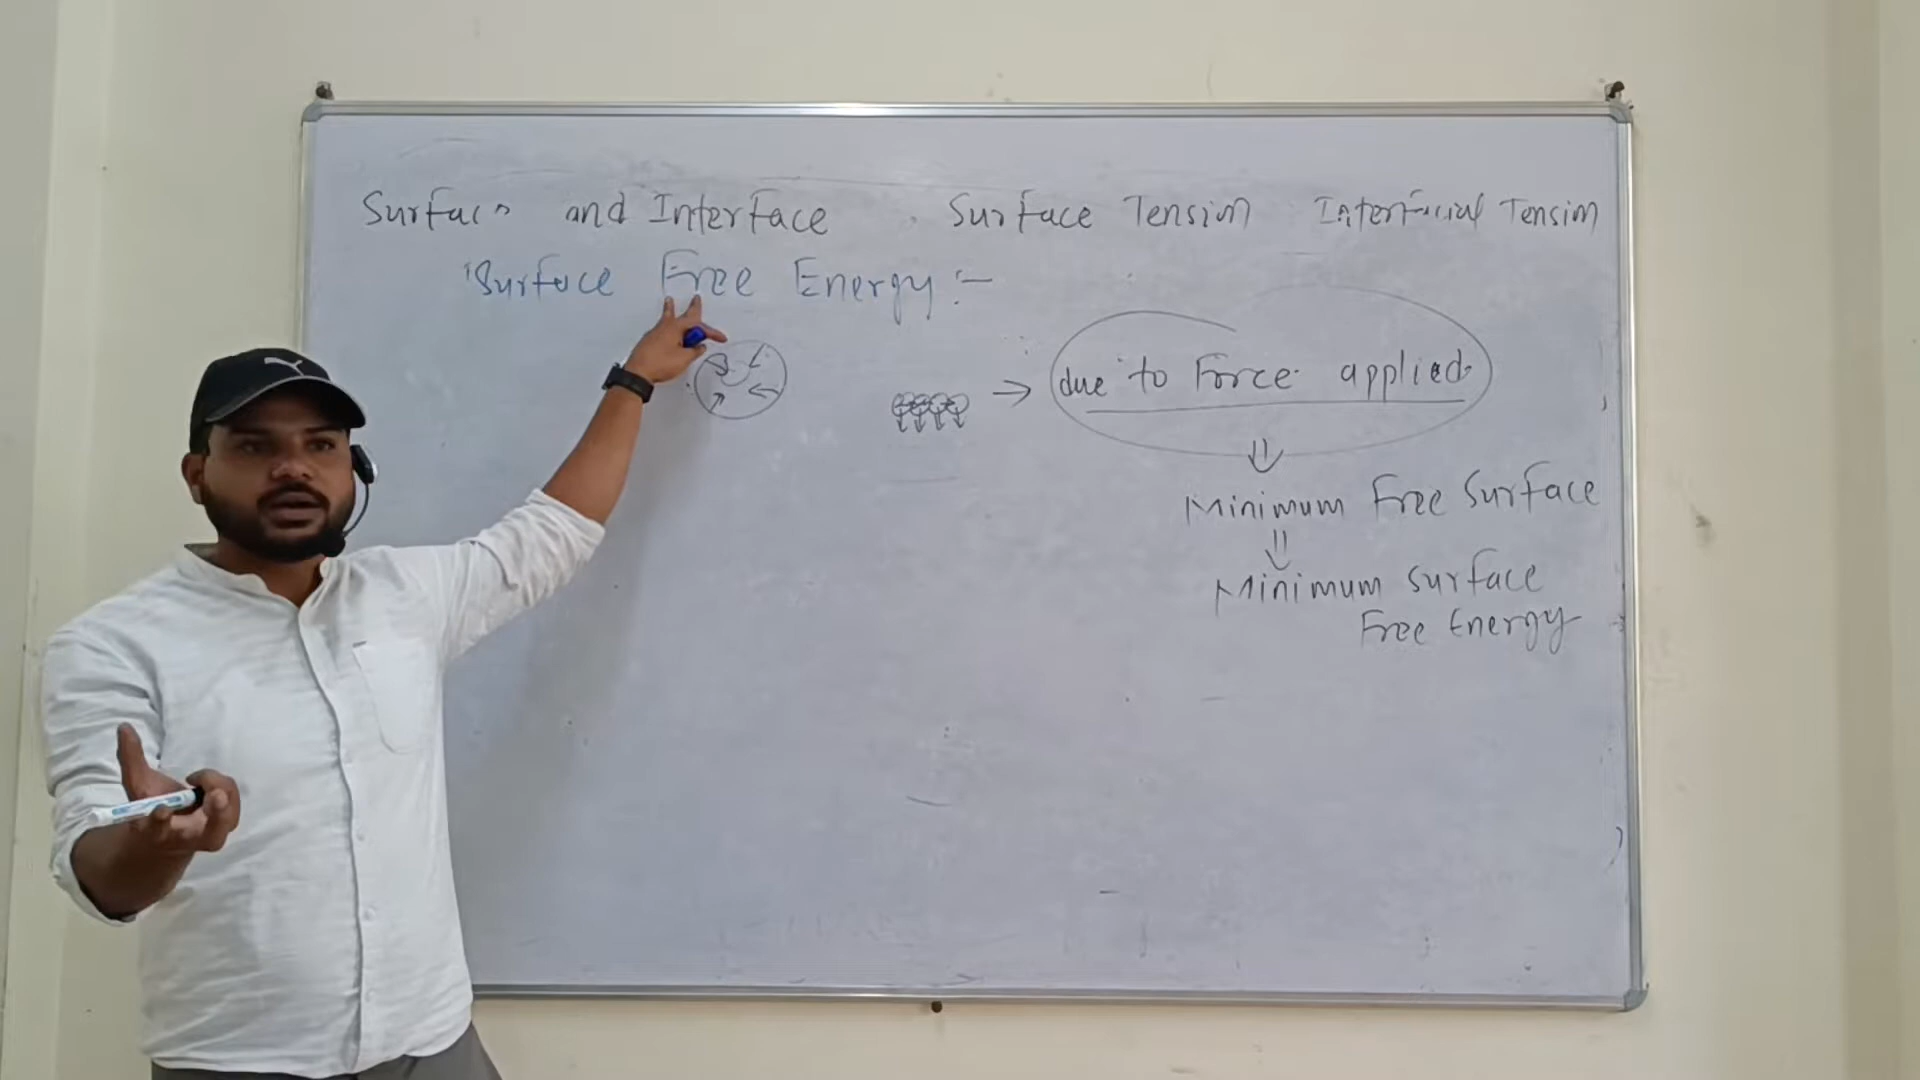 Surface and Interface Surface Tension Interfacial Tension
Surface Free Energy :-
due to Force applied
Minimum Free Surface
Minimum Surface
Free Energy